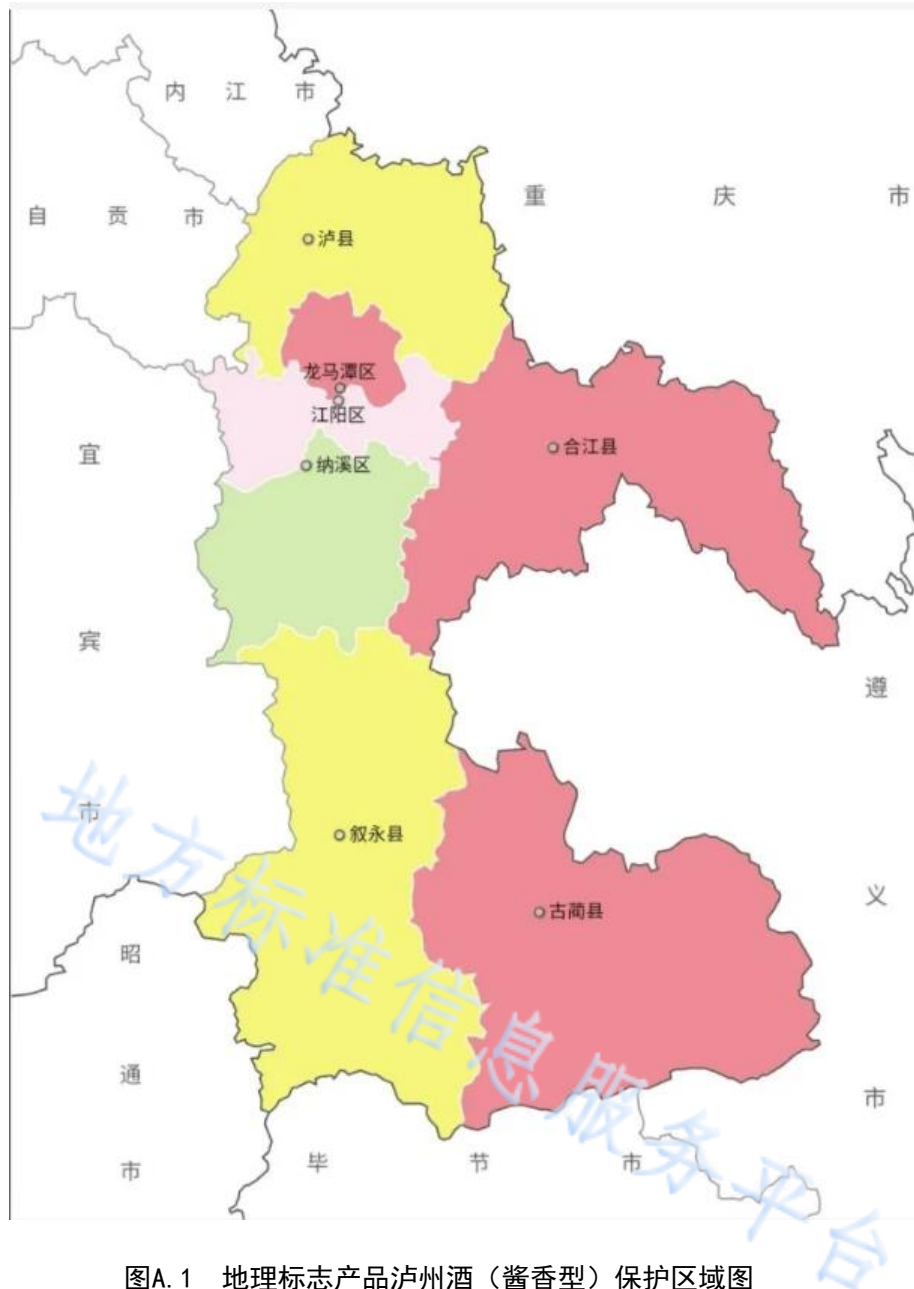 内江市
自贡市
重庆市
泸县
龙马潭区
江阳区
纳溪区
合江县
宜宾市
遵义市
叙永县
古蔺县
昭通市
毕节市
地方标准信息服务平台
图A.1 地理标志产品泸州酒（酱香型）保护区域图